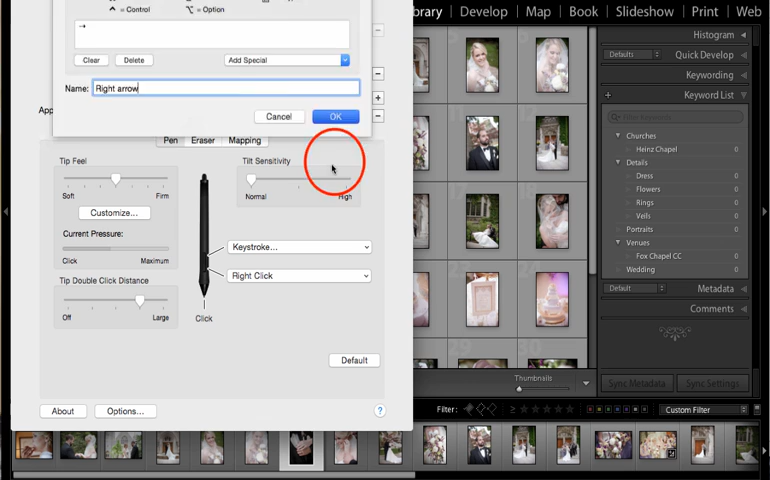 brary | Develop | Map | Book | Slideshow | Print | Web
^ = Control ⌥ = Option
Clear Delete Add Special
Name: Right arrow
Cancel OK
App
Pen Eraser Mapping
Tip Feel
Soft Firm
Customize...
Current Pressure:
Click Maximum
Tip Double Click Distance
Off Large
Tilt Sensitivity
Normal High
Keystroke...
Right Click
Click
Default
About Options... ?
Histogram
Defaults Quick Develop
Keywording
+ Keyword List
Filter Keywords
Churches
Heinz Chapel 0
Details
Dress 0
Flowers 0
Rings 0
Veils 0
Portraits 0
Venues
Fox Chapel CC 0
Wedding 0
Default Metadata
Comments
Thumbnails
Sync Metadata Sync Settings
Filter: Custom Filter